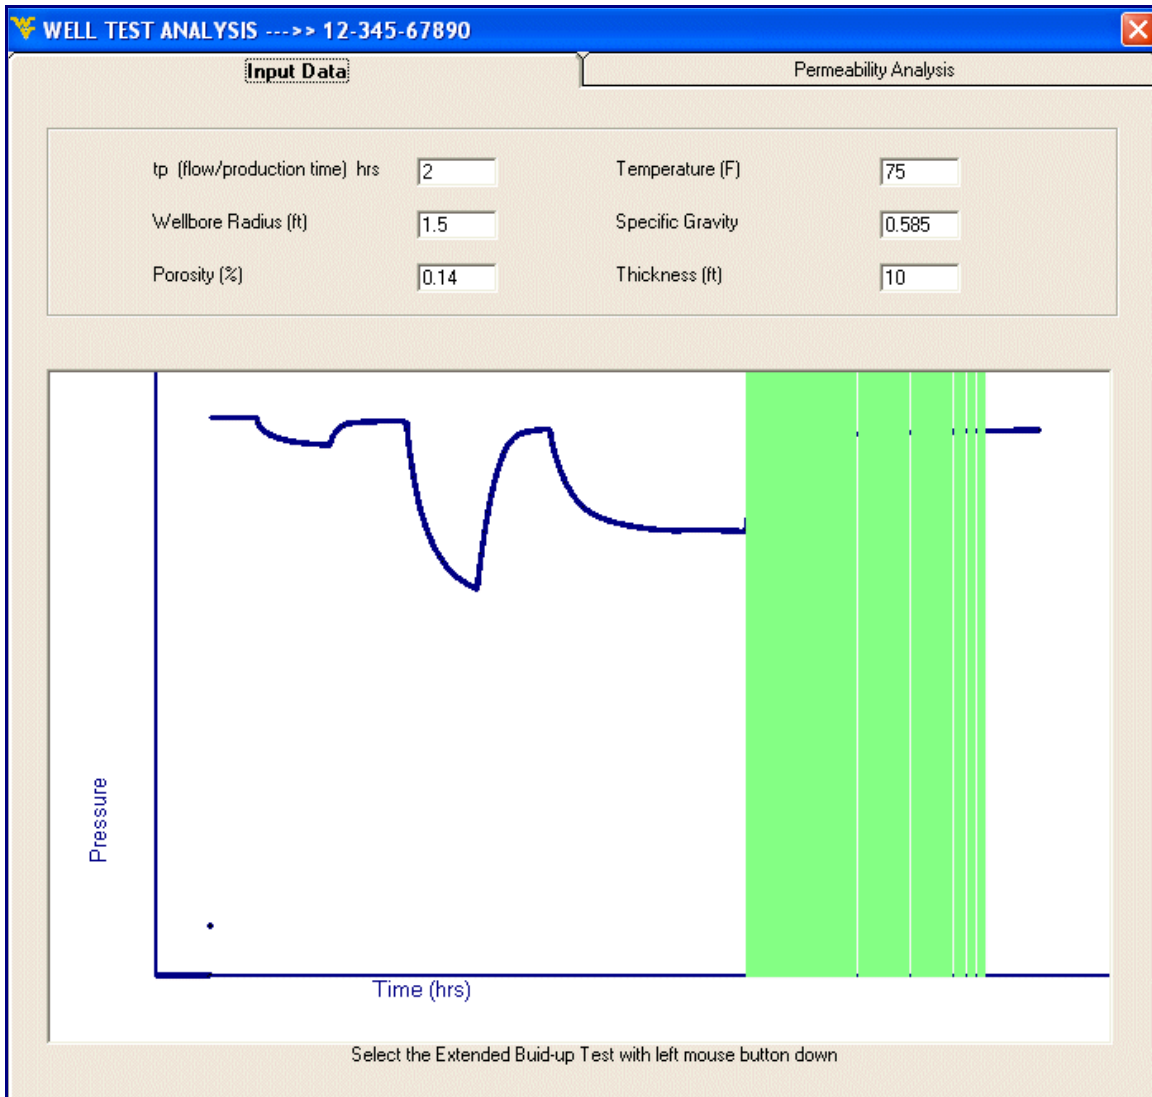 WELL TEST ANALYSIS --->> 12-345-67890
Input Data
Permeability Analysis
tp (flow/production time) hrs 2 Temperature (F) 75
Wellbore Radius (ft) 1.5 Specific Gravity 0.585
Porosity (%) 0.14 Thickness (ft) 10
Pressure
Time (hrs)
Select the Extended Buid-up Test with left mouse button down